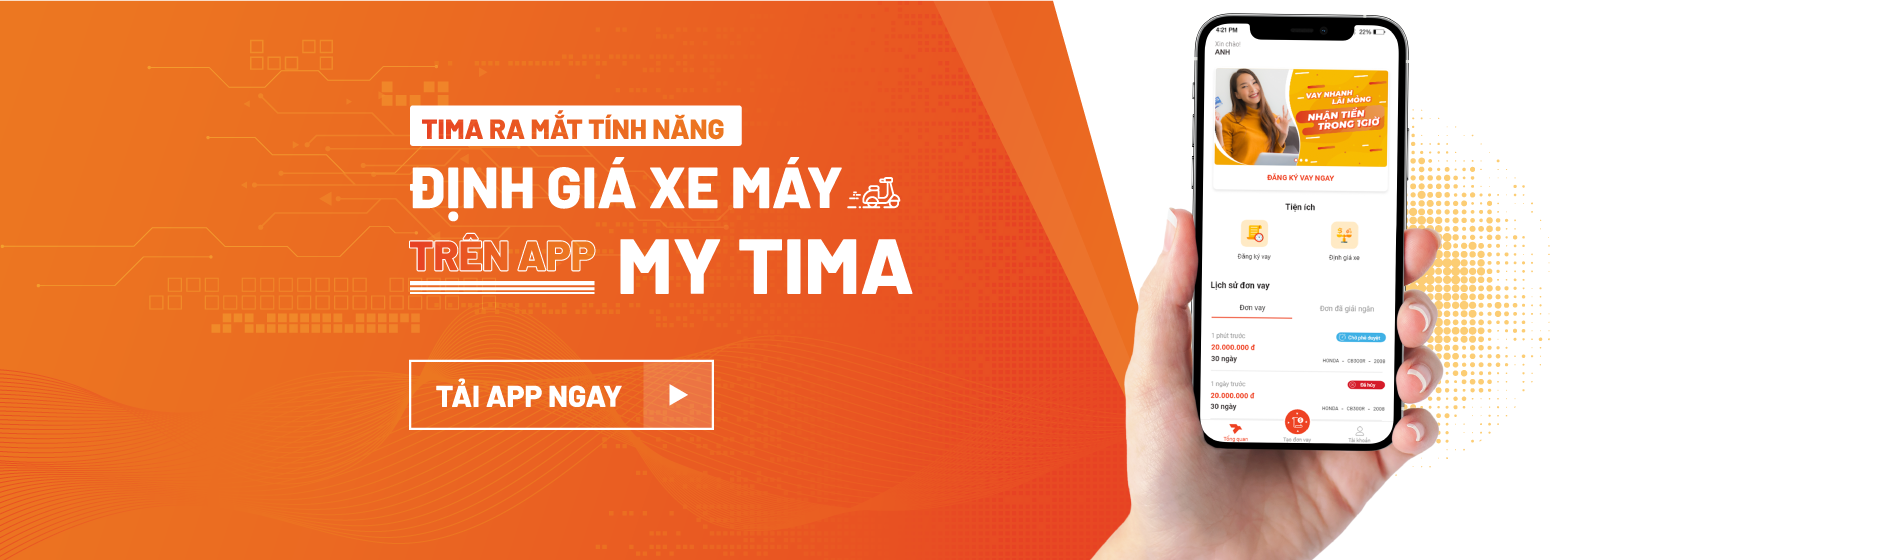 TIMA RA MẮT TÍNH NĂNG
ĐỊNH GIÁ XE MÁY
TRÊN APP MY TIMA
TẢI APP NGAY
4:21 PM
22%
Xin chào!
ANH
VAY NHANH
LÃI MỎNG
NHẬN TIỀN
TRONG 1GIỜ
ĐĂNG KÝ VAY NGAY
Tiện ích
Đăng ký vay
Định giá xe
Lịch sử đơn vay
Đơn vay
Đơn đã giải ngân
1 phút trước
Chờ phê duyệt
20.000.000 đ
30 ngày
HONDA - CB300R - 2008
1 ngày trước
Đã hủy
20.000.000 đ
30 ngày
HONDA - CB300R - 2008
Tổng quan
Tạo đơn vay
Tài khoản